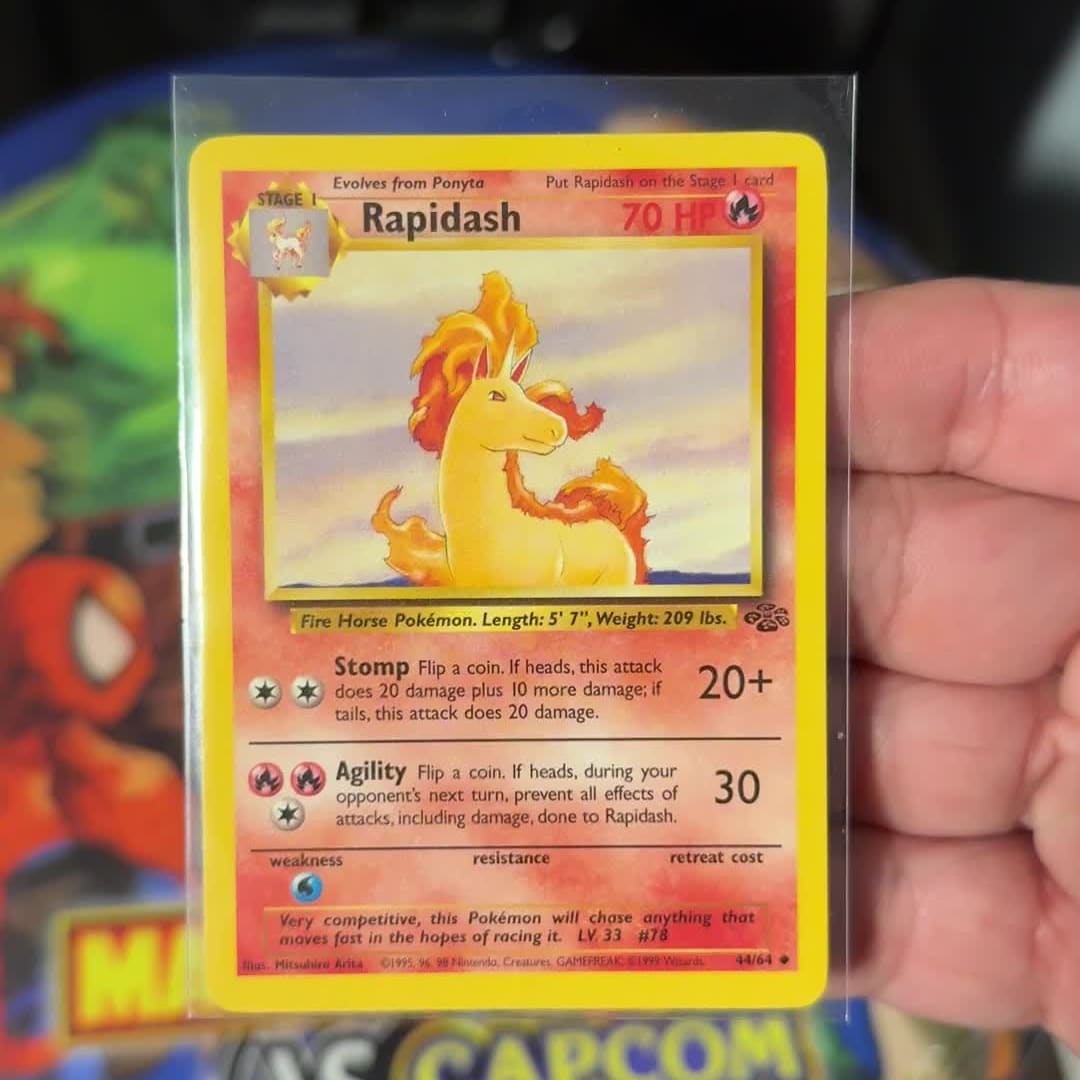 Evolves from Ponyta
Put Rapidash on the Stage 1 card
STAGE 1
Rapidash
70 HP
Fire Horse Pokémon. Length: 5' 7", Weight: 209 lbs.
Stomp Flip a coin. If heads, this attack
does 20 damage plus 10 more damage; if
tails, this attack does 20 damage.
20+
Agility Flip a coin. If heads, during your
opponent's next turn, prevent all effects of
attacks, including damage, done to Rapidash.
30
weakness
resistance
retreat cost
Very competitive, this Pokémon will chase anything that
moves fast in the hopes of racing it. LV. 33 #78
Illus. Mitsuhiro Arita ©1995, 96, 98 Nintendo, Creatures, GAMEFREAK. ©1999 Wizards. 44/64
MA
VS CAPCOM